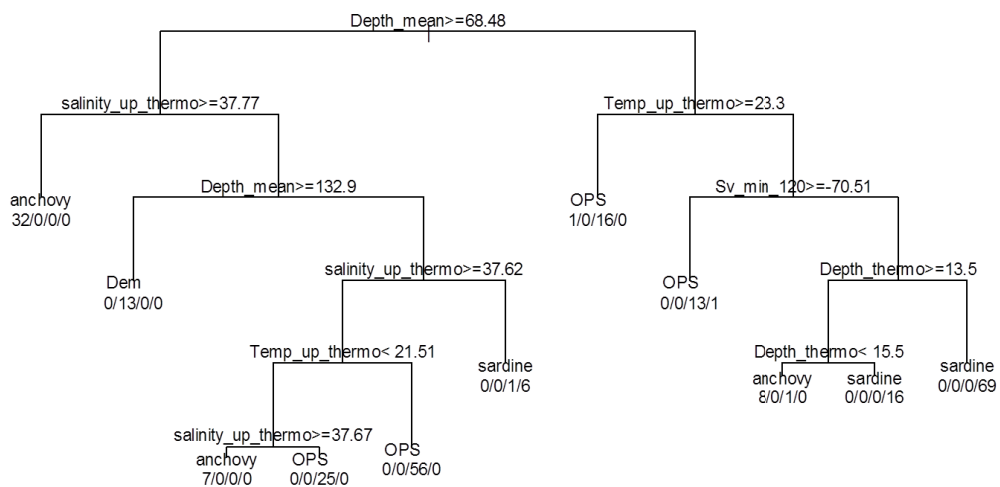 Depth_mean>=68.48
salinity_up_thermo>=37.77
Temp_up_thermo>=23.3
anchovy
32/0/0/0
Depth_mean>=132.9
OPS
1/0/16/0
Sv_min_120>=-70.51
Dem
0/13/0/0
salinity_up_thermo>=37.62
OPS
0/0/13/1
Depth_thermo>=13.5
Temp_up_thermo< 21.51
sardine
0/0/1/6
Depth_thermo< 15.5
anchovy
8/0/1/0
sardine
0/0/0/16
sardine
0/0/0/69
salinity_up_thermo>=37.67
anchovy
7/0/0/0
OPS
0/0/25/0
OPS
0/0/56/0